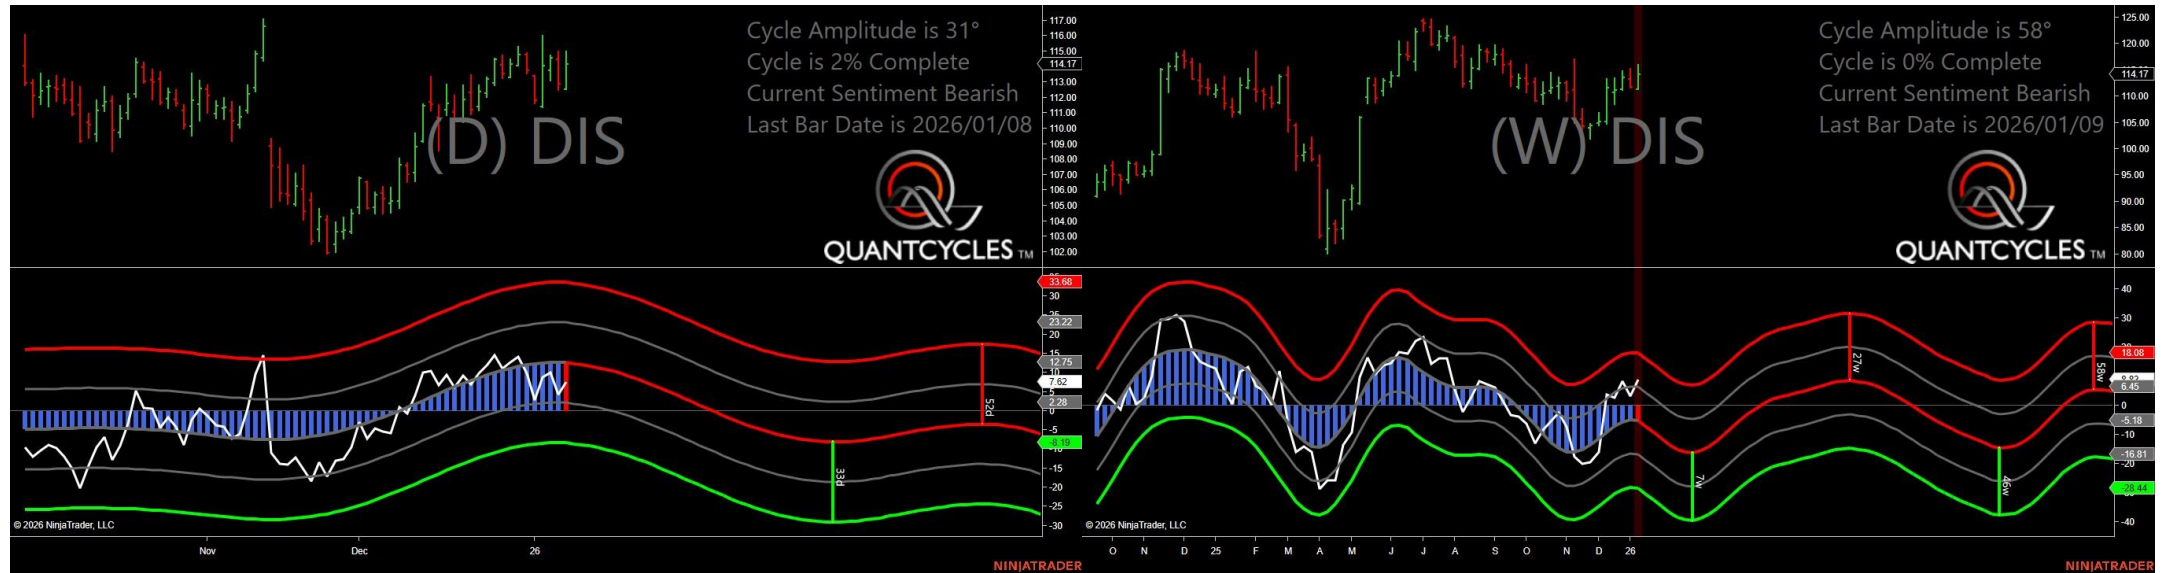 Cycle Amplitude is 31°
Cycle is 2% Complete
Current Sentiment Bearish
Last Bar Date is 2026/01/08
(D) DIS
QUANTCYCLES TM
117.00
116.00
115.00
114.17
113.00
112.00
111.00
110.00
109.00
108.00
107.00
106.00
105.00
104.00
103.00
102.00
33.68
30
23.22
20
15
12.75
10
7.62
5
2.28
0
-5
-8.19
-10
-15
-20
-25
-30
52d
33d
© 2026 NinjaTrader, LLC
Nov
Dec
26
NINJATRADER
Cycle Amplitude is 58°
Cycle is 0% Complete
Current Sentiment Bearish
Last Bar Date is 2026/01/09
(W) DIS
QUANTCYCLES TM
125.00
120.00
114.17
110.00
105.00
100.00
95.00
90.00
85.00
80.00
40
30
18.08
6.45
0
-5.18
-10
-16.81
-20
-28.44
-40
27w
58w
7w
46w
© 2026 NinjaTrader, LLC
O N D 25 F M A M J J A S O N D 26
NINJATRADER